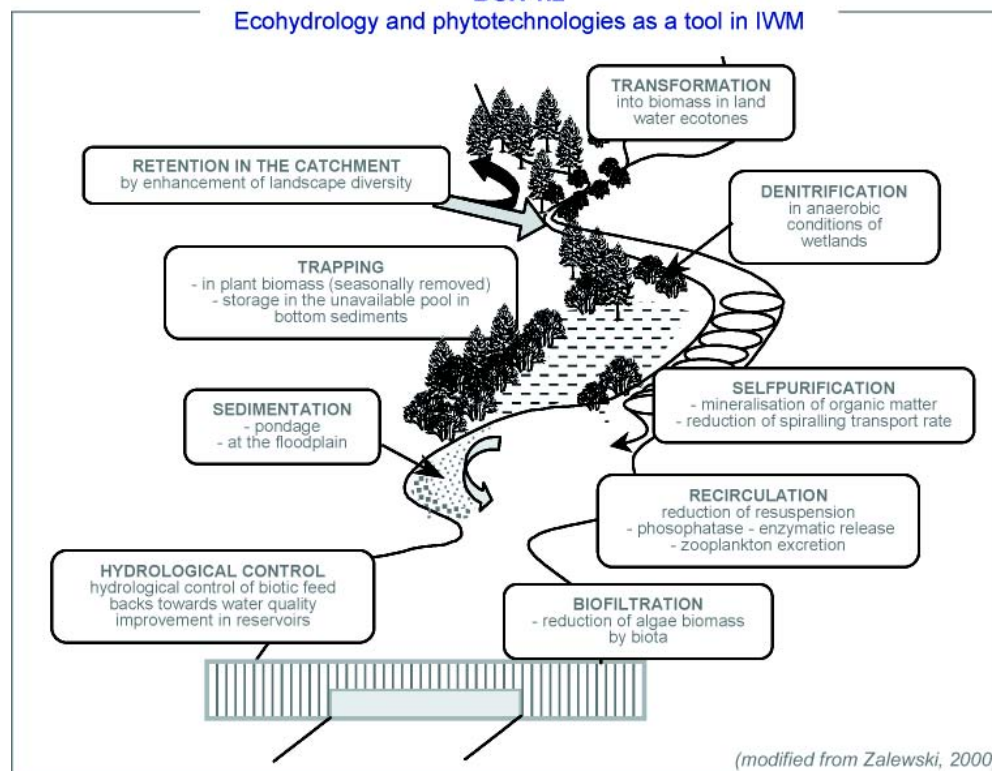 Ecohydrology and phytotechnologies as a tool in IWM
TRANSFORMATION
into biomass in land
water ecotones
RETENTION IN THE CATCHMENT
by enhancement of landscape diversity
DENITRIFICATION
in anaerobic
conditions of
wetlands
TRAPPING
- in plant biomass (seasonally removed)
- storage in the unavailable pool in
bottom sediments
SELFPURIFICATION
- mineralisation of organic matter
- reduction of spiralling transport rate
SEDIMENTATION
- pondage
- at the floodplain
RECIRCULATION
reduction of resuspension
- phosophatase - enzymatic release
- zooplankton excretion
HYDROLOGICAL CONTROL
hydrological control of biotic feed
backs towards water quality
improvement in reservoirs
BIOFILTRATION
- reduction of algae biomass
by biota
(modified from Zalewski, 2000)